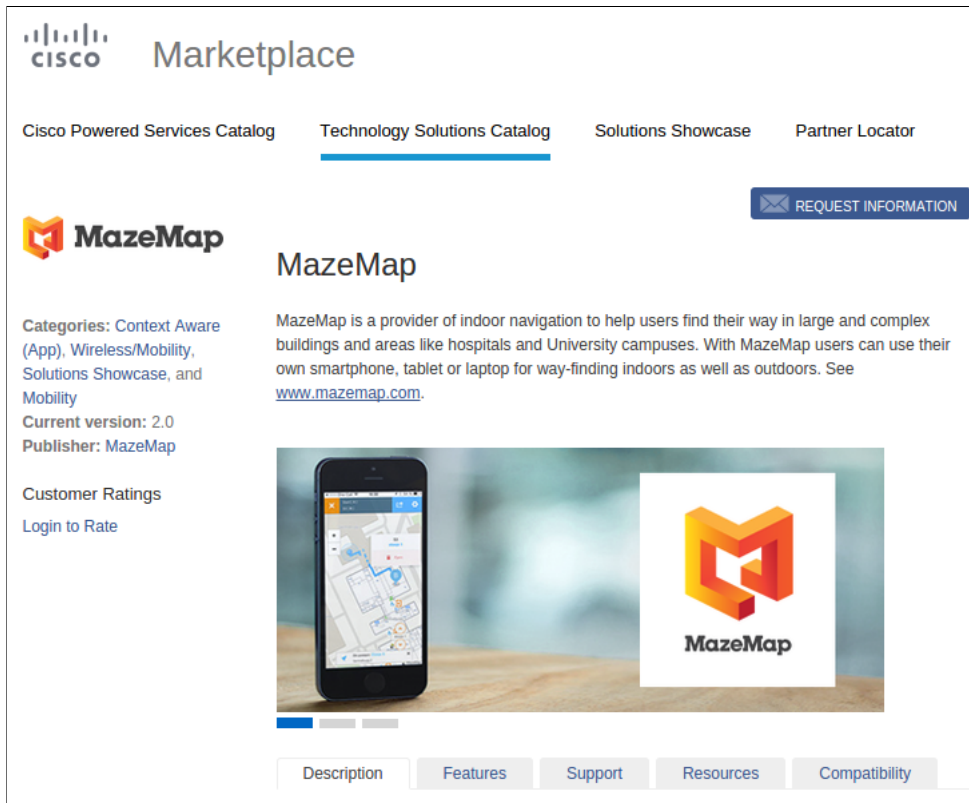 CISCO
Marketplace
Cisco Powered Services Catalog
Technology Solutions Catalog
Solutions Showcase
Partner Locator
REQUEST INFORMATION
MazeMap
MazeMap
Categories: Context Aware
(App), Wireless/Mobility,
Solutions Showcase, and
Mobility
Current version: 2.0
Publisher: MazeMap
Customer Ratings
Login to Rate
MazeMap is a provider of indoor navigation to help users find their way in large and complex
buildings and areas like hospitals and University campuses. With MazeMap users can use their
own smartphone, tablet or laptop for way-finding indoors as well as outdoors. See
www.mazemap.com.
MazeMap
Description
Features
Support
Resources
Compatibility